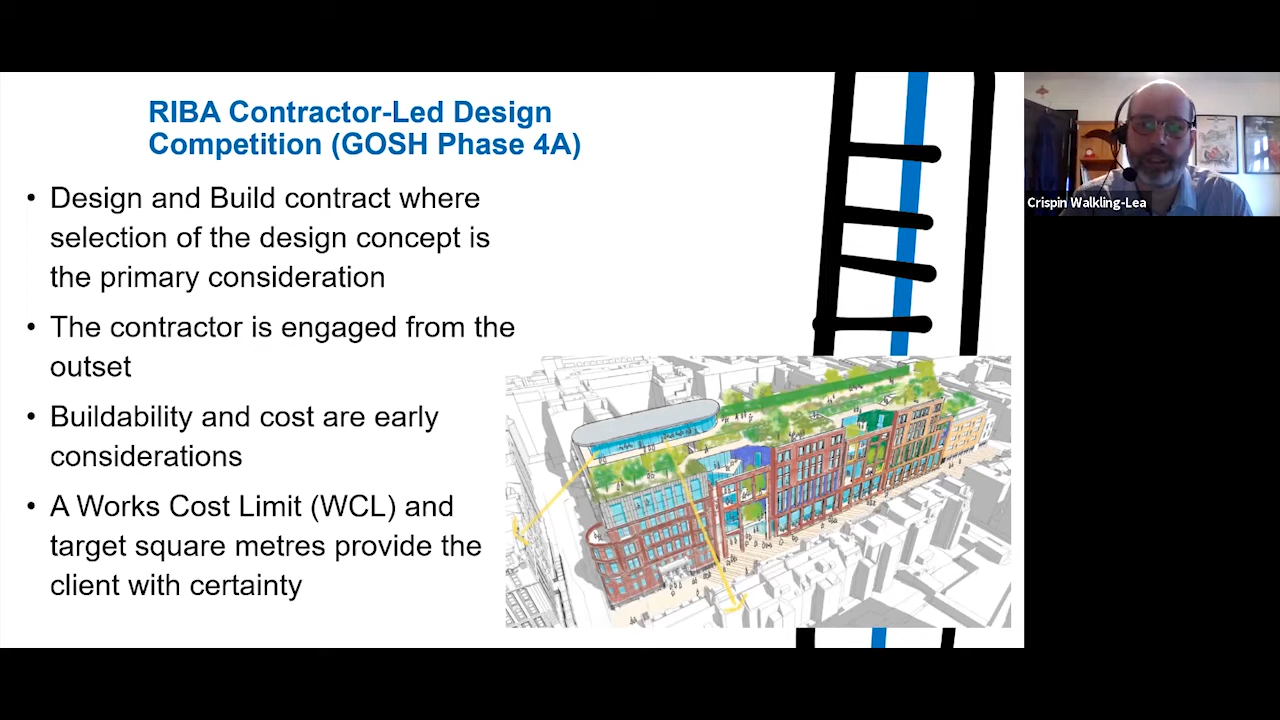 RIBA Contractor-Led Design
Competition (GOSH Phase 4A)
• Design and Build contract where
selection of the design concept is
the primary consideration
• The contractor is engaged from the
outset
• Buildability and cost are early
considerations
• A Works Cost Limit (WCL) and
target square metres provide the
client with certainty
Crispin Walkling-Lea